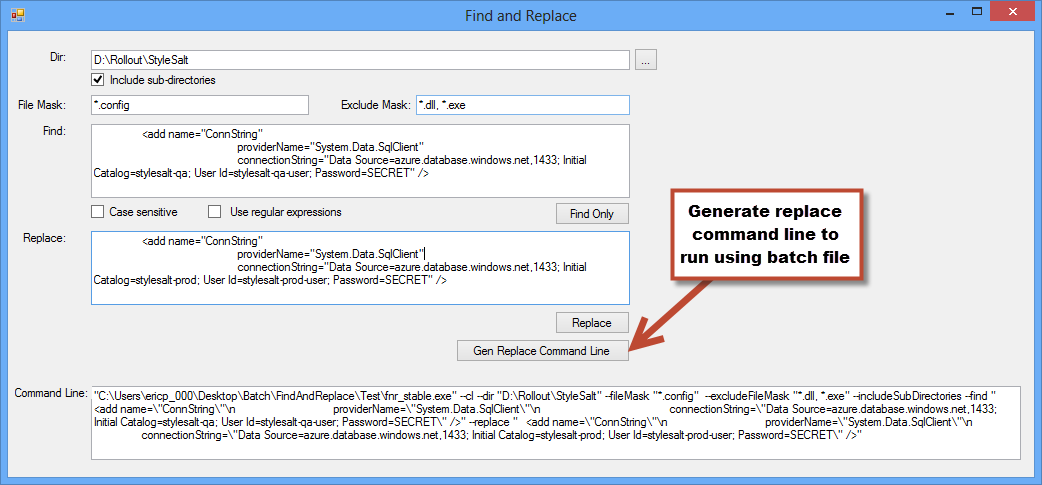 Find and Replace
Dir:
D:\Rollout\StyleSalt
...
Include sub-directories
File Mask:
*.config
Exclude Mask:
*.dll, *.exe
Find:
<add name="ConnString"
providerName="System.Data.SqlClient"
connectionString="Data Source=azure.database.windows.net,1433; Initial
Catalog=stylesalt-qa; User Id=stylesalt-qa-user; Password=SECRET" />
Case sensitive
Use regular expressions
Find Only
Replace:
<add name="ConnString"
providerName="System.Data.SqlClient"
connectionString="Data Source=azure.database.windows.net,1433; Initial
Catalog=stylesalt-prod; User Id=stylesalt-prod-user; Password=SECRET" />
Generate replace
command line to
run using batch file
Replace
Gen Replace Command Line
Command Line:
"C:\Users\ericp_000\Desktop\Batch\FindAndReplace\Test\fnr_stable.exe" --cl --dir "D:\Rollout\StyleSalt" --fileMask "*.config"  --excludeFileMask "*.dll, *.exe" --includeSubDirectories --find "
<add name=\"ConnString\"\n providerName=\"System.Data.SqlClient\"\n connectionString=\"Data Source=azure.database.windows.net,1433;
Initial Catalog=stylesalt-qa; User Id=stylesalt-qa-user; Password=SECRET\" />" --replace " <add name=\"ConnString\"\n providerName=\"System.Data.SqlClient\"\n
connectionString=\"Data Source=azure.database.windows.net,1433; Initial Catalog=stylesalt-prod; User Id=stylesalt-prod-user; Password=SECRET\" />"